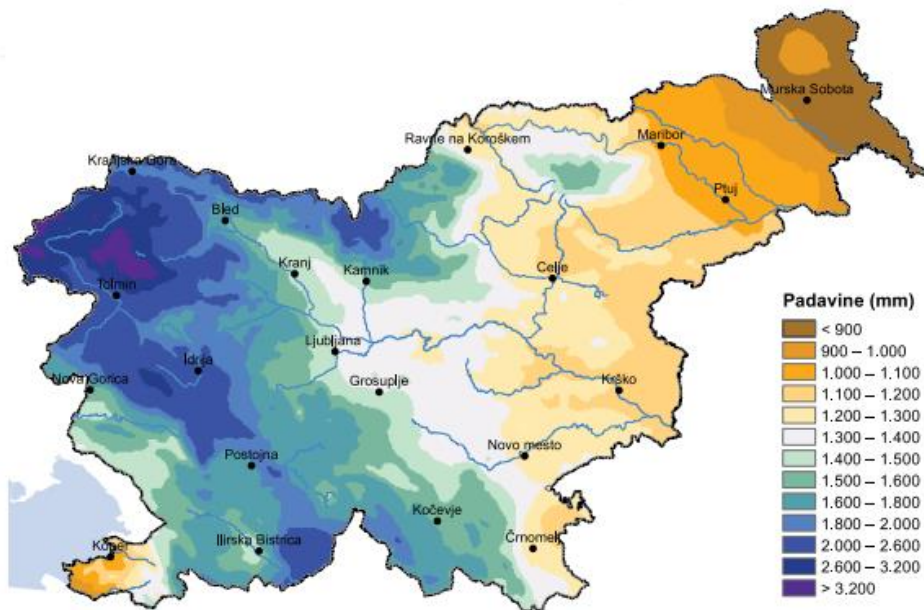 Murska Sobota
Maribor
Ravne na Koroškem
Kranjska Gora
Ptuj
Bled
Kranj
Kamnik
Celje
Tolmin
Ljubljana
Idrija
Nova Gorica
Grosuplje
Krško
Novo mesto
Postojna
Kočevje
Ilirska Bistrica
Črnomelj
Koper
Padavine (mm)
< 900
900 – 1.000
1.000 – 1.100
1.100 – 1.200
1.200 – 1.300
1.300 – 1.400
1.400 – 1.500
1.500 – 1.600
1.600 – 1.800
1.800 – 2.000
2.000 – 2.600
2.600 – 3.200
> 3.200